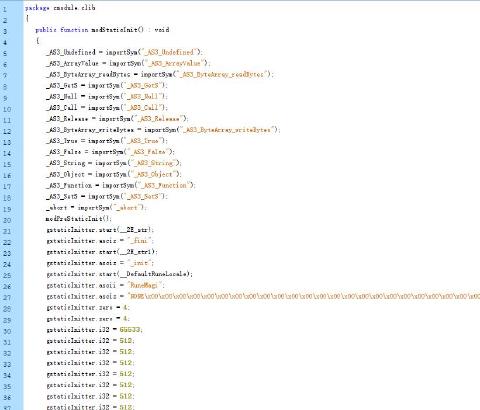 1 package cmodule.clib
2 {
3 public function modStaticInit() : void
4 {
5 _AS3_Undefined = importSym("_AS3_Undefined");
6 _AS3_ArrayValue = importSym("_AS3_ArrayValue");
7 _AS3_ByteArray_readBytes = importSym("_AS3_ByteArray_readBytes");
8 _AS3_GetS = importSym("_AS3_GetS");
9 _AS3_Null = importSym("_AS3_Null");
10 _AS3_Call = importSym("_AS3_Call");
11 _AS3_Release = importSym("_AS3_Release");
12 _AS3_ByteArray_writeBytes = importSym("_AS3_ByteArray_writeBytes");
13 _AS3_True = importSym("_AS3_True");
14 _AS3_False = importSym("_AS3_False");
15 _AS3_String = importSym("_AS3_String");
16 _AS3_Object = importSym("_AS3_Object");
17 _AS3_Function = importSym("_AS3_Function");
18 _AS3_SetS = importSym("_AS3_SetS");
19 _abort = importSym("_abort");
20 modPreStaticInit();
21 gstaticInitter.start(__2E_str);
22 gstaticInitter.asciz = "_fini";
23 gstaticInitter.start(__2E_str1);
24 gstaticInitter.asciz = "_init";
25 gstaticInitter.start(__DefaultRuneLocale);
26 gstaticInitter.ascii = "RuneMagi";
27 gstaticInitter.asciz = "NONE\x00\x00\x00\x00\x00\x00\x00\x00\x00\x00\x00\x00\x00\x00\x00\x00\x00\x00\x00\x00\x00
28 gstaticInitter.zero = 4;
29 gstaticInitter.zero = 4;
30 gstaticInitter.i32 = 65533;
31 gstaticInitter.i32 = 512;
32 gstaticInitter.i32 = 512;
33 gstaticInitter.i32 = 512;
34 gstaticInitter.i32 = 512;
35 gstaticInitter.i32 = 512;
36 gstaticInitter.i32 = 512;
37 gstaticInitter.i32 = 512;